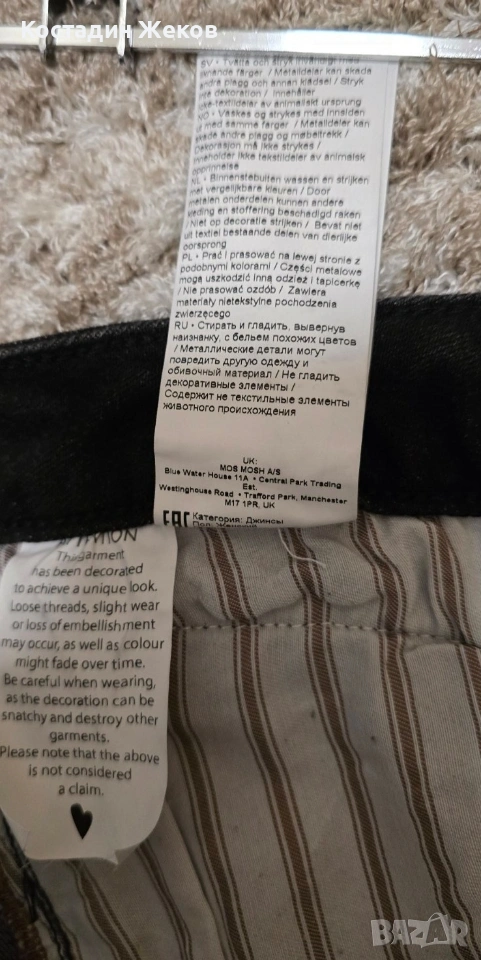 Костадин Жеков
SV • Tvätta och stryk invändigt med
liknande färger / Metalldelar kan skada
andra plagg och annan klädsel / Stryk
inte dekoration / Innehåller
icke-textildelar av animaliskt ursprung
NO • Vaskes og strykes med innsiden
ut med samme farger / Metalldeler kan
skade andre plagg og møbeltrekk /
Dekorasjon må ikke strykes /
Inneholder ikke tekstildeler av animalsk
opprinnelse
NL • Binnenstebuiten wassen en strijken
met vergelijkbare kleuren / Door
metalen onderdelen kunnen andere
kleding en stoffering beschadigd raken
/ Niet op decoratie strijken / Bevat niet
uit textiel bestaande delen van dierlijke
oorsprong
PL • Prać i prasować na lewej stronie z
podobnymi kolorami / Części metalowe
mogą uszkodzić inną odzież i tapicerkę
/ Nie prasować ozdób / Zawiera
materiały nietekstylne pochodzenia
zwierzęcego
RU • Стирать и гладить, вывернув
наизнанку, с бельем похожих цветов
/ Металлические детали могут
повредить другую одежду и
обивочный материал / Не гладить
декоративные элементы /
Содержит не текстильные элементы
животного происхождения
UK:
MOS MOSH A/S
Blue Water House 11A • Central Park Trading
Est.
Westinghouse Road • Trafford Park, Manchester
M17 1PR, UK
EAC Категория: Джинсы
Пол: Женский
This garment
has been decorated
to achieve a unique look.
Loose threads, slight wear
or loss of embellishment
may occur, as well as colour
might fade over time.
Be careful when wearing,
as the decoration can be
snatchy and destroy other
garments.
Please note that the above
is not considered
a claim.
BAZAR